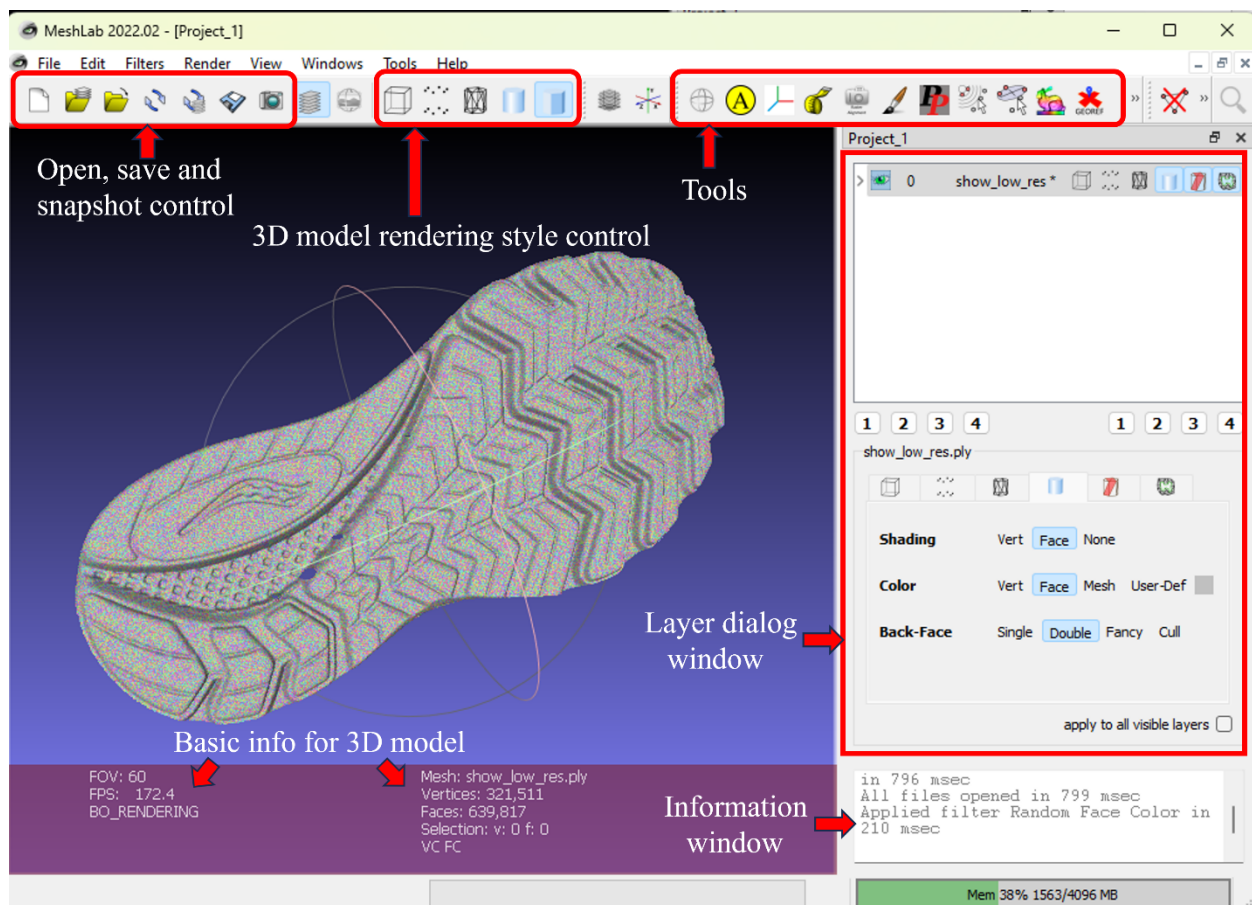 MeshLab 2022.02 - [Project_1]
File Edit Filters Render View Windows Tools Help
A
PP
GEOREF
Open, save and
snapshot control
3D model rendering style control
Tools
Project_1
0 show_low_res *
1 2 3 4 1 2 3 4
show_low_res.ply
Shading Vert Face None
Color Vert Face Mesh User-Def
Back-Face Single Double Fancy Cull
Layer dialog
window
apply to all visible layers
Basic info for 3D model
FOV: 60
FPS: 172.4
BO_RENDERING
Mesh: show_low_res.ply
Vertices: 321,511
Faces: 639,817
Selection: v: 0 f: 0
VC FC
Information
window
in 796 msec
All files opened in 799 msec
Applied filter Random Face Color in
210 msec
Mem 38% 1563/4096 MB